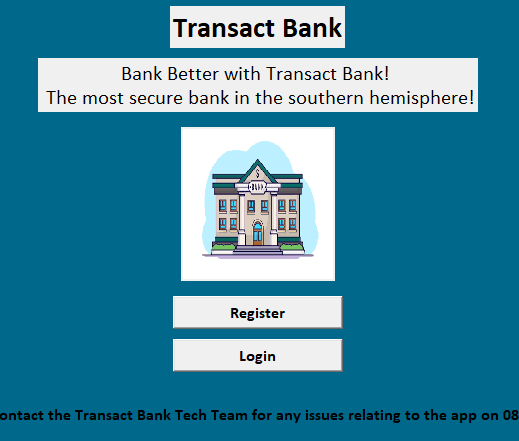 Transact Bank
Bank Better with Transact Bank!
The most secure bank in the southern hemisphere!
BANK
Register
Login
ontact the Transact Bank Tech Team for any issues relating to the app on 08